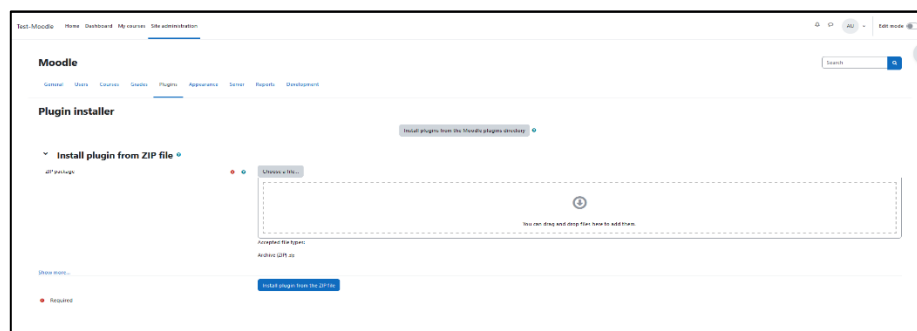 Test-Moodle Home Dashboard My courses Site administration AU Edit mode
Moodle
Search
General Users Courses Grades Plugins Appearance Server Reports Development
Plugin installer
Install plugins from the Moodle plugins directory
Install plugin from ZIP file
ZIP package Choose a file...
You can drag and drop files here to add them.
Accepted file types:
Archive (ZIP) .zip
Show more...
Install plugin from the ZIP file
Required